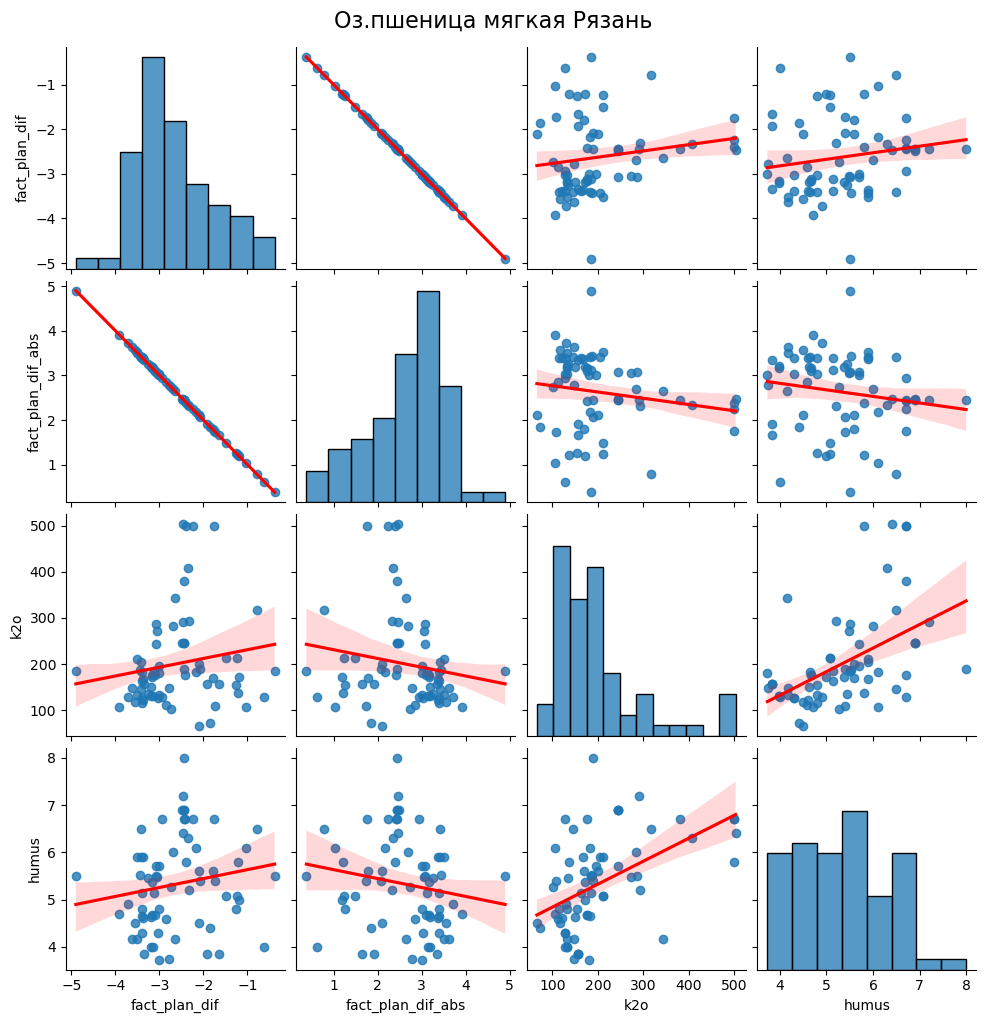 Оз.пшеница мягкая Рязань
fact_plan_dif
−1
−2
−3
−4
−5
fact_plan_dif_abs
5
4
3
2
1
k2o
500
400
300
200
100
humus
8
7
6
5
4
−5 −4 −3 −2 −1
fact_plan_dif
1 2 3 4 5
fact_plan_dif_abs
100 200 300 400 500
k2o
4 5 6 7 8
humus